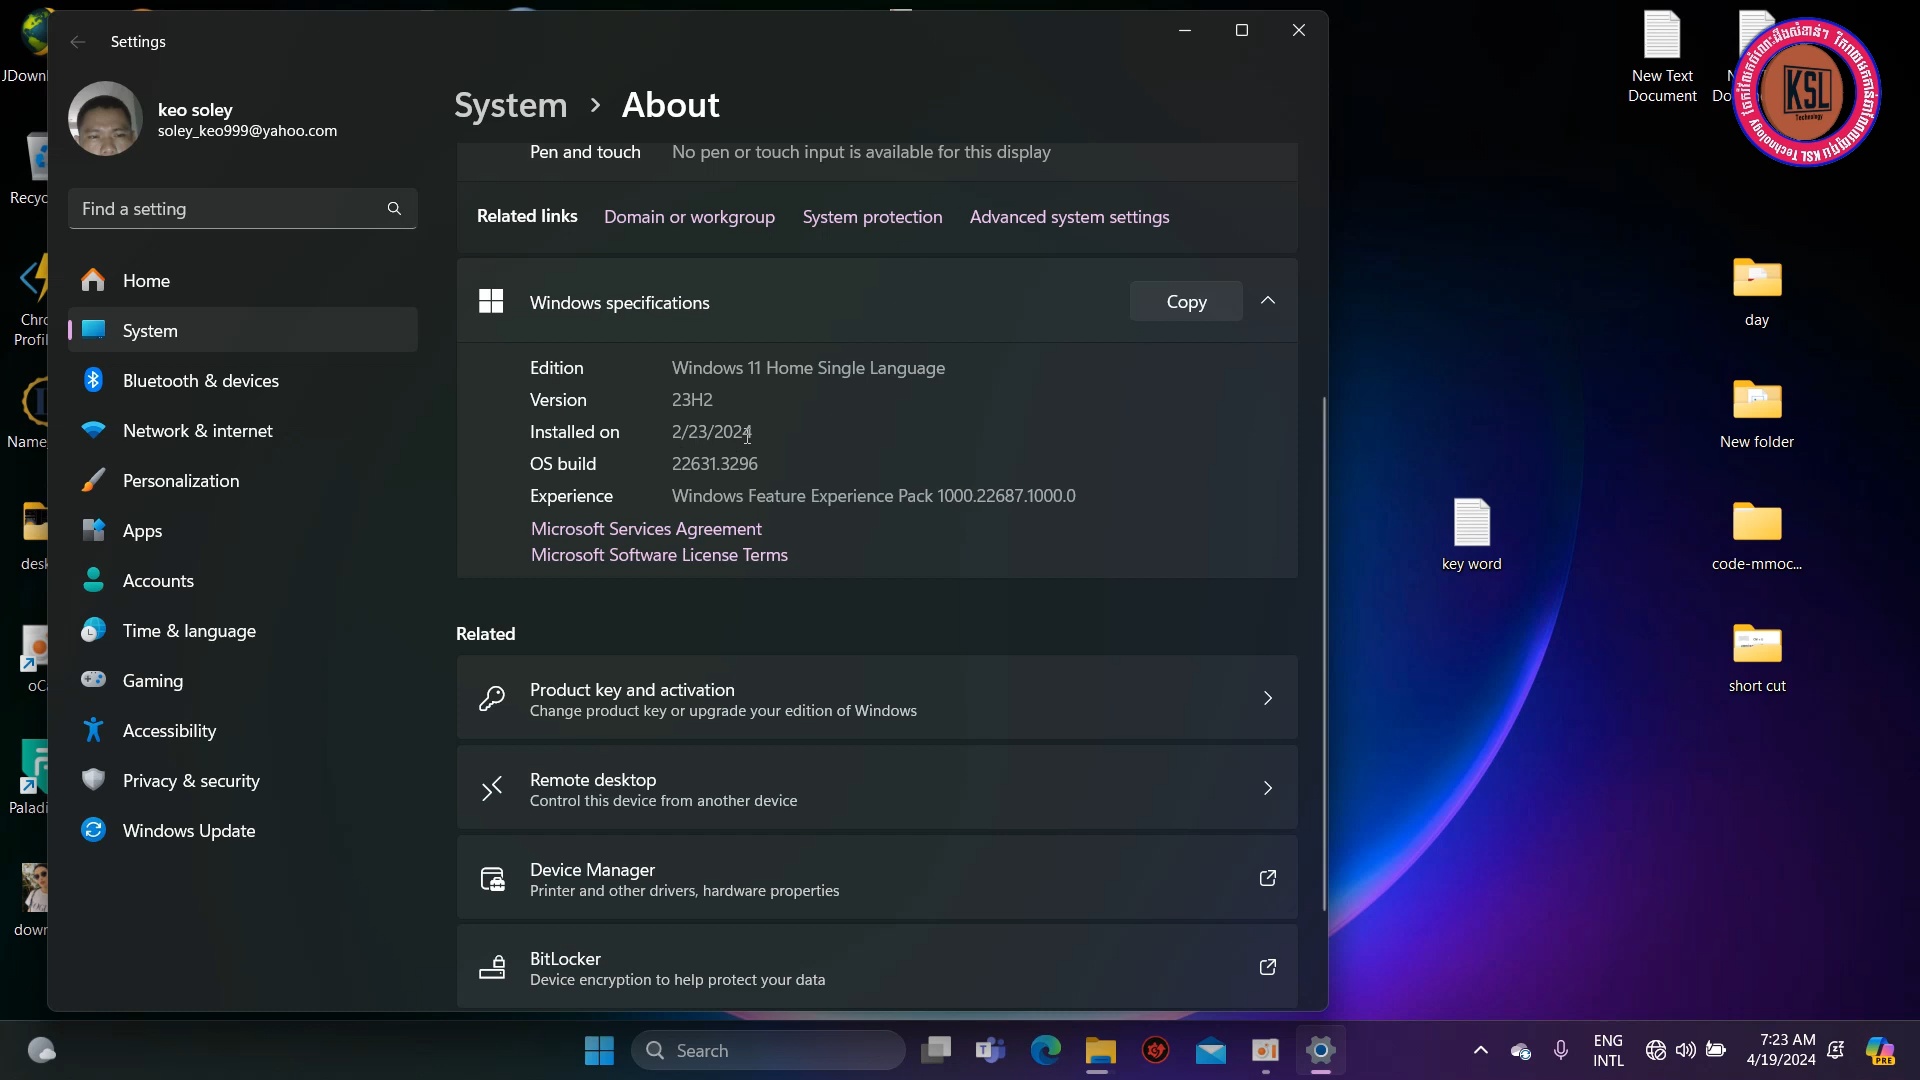 Settings
keo soley
soley_keo999@yahoo.com
Find a setting
Home
System
Bluetooth & devices
Network & internet
Personalization
Apps
Accounts
Time & language
Gaming
Accessibility
Privacy & security
Windows Update
System > About
Pen and touch No pen or touch input is available for this display
Related links Domain or workgroup System protection Advanced system settings
Windows specifications Copy
Edition Windows 11 Home Single Language
Version 23H2
Installed on 2/23/2024
OS build 22631.3296
Experience Windows Feature Experience Pack 1000.22687.1000.0
Microsoft Services Agreement
Microsoft Software License Terms
Related
Product key and activation
Change product key or upgrade your edition of Windows
Remote desktop
Control this device from another device
Device Manager
Printer and other drivers, hardware properties
BitLocker
Device encryption to help protect your data
JDownl
Recyc
Chro
Profil
Name
desk
oCa
Paladi
down
New Text
Document
KSL
Technology
KSL Technology
day
New folder
key word
code-mmoc...
short cut
Search
ENG
INTL
7:23 AM
4/19/2024
PRE